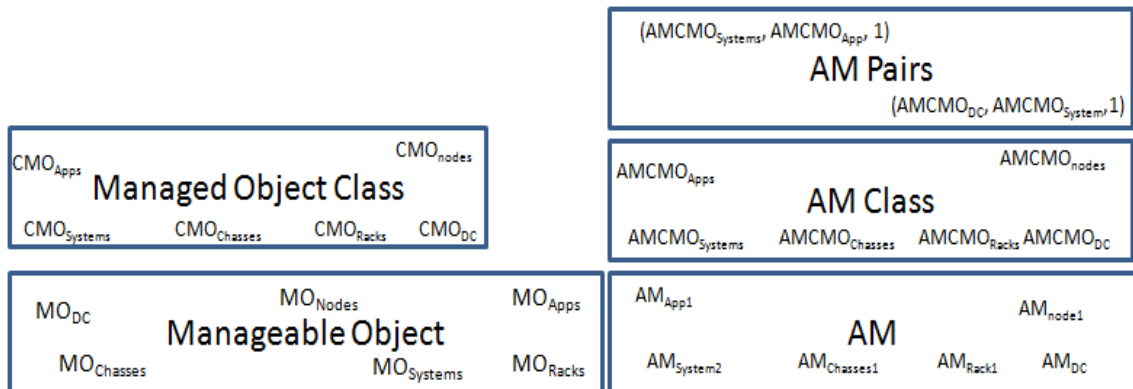 (AMCMOSystems, AMCMOApp, 1)
AM Pairs
(AMCMODC, AMCMOSystem,1)
CMOApps
CMOnodes
Managed Object Class
CMOSystems CMOChasses CMORacks CMODC
AMCMOApps
AMCMOnodes
AM Class
AMCMOSystems AMCMOChasses AMCMORacks AMCMODC
MODC
MONodes
MOApps
Manageable Object
MOChasses
MOSystems
MORacks
AMApp1
AMnode1
AM
AMSystem2 AMChasses1 AMRack1 AMDC